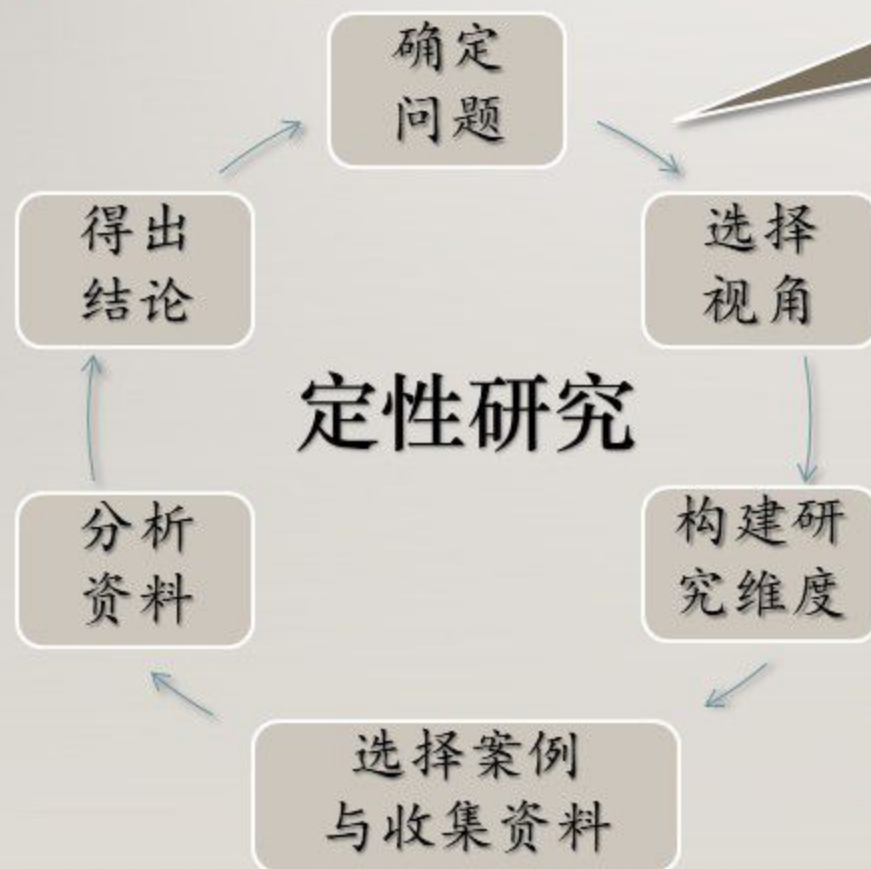 确定
问题
选择
视角
构建研
究维度
选择案例
与收集资料
分析
资料
得出
结论
定性研究